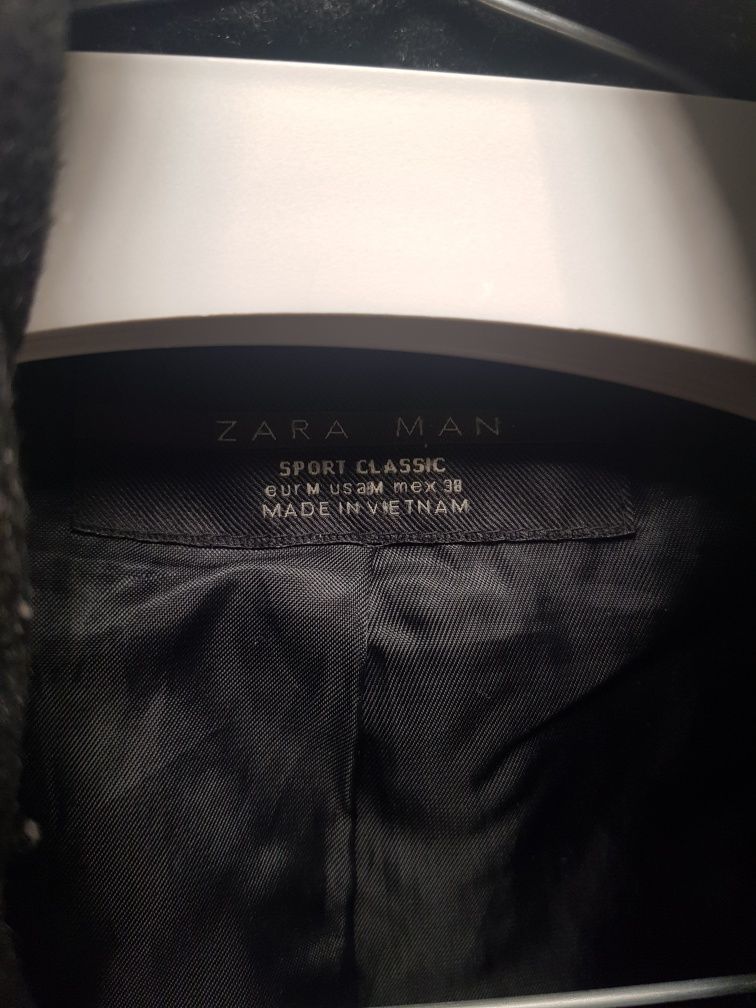 ZARA MAN
SPORT CLASSIC
eur M usa M mex 38
MADE IN VIETNAM